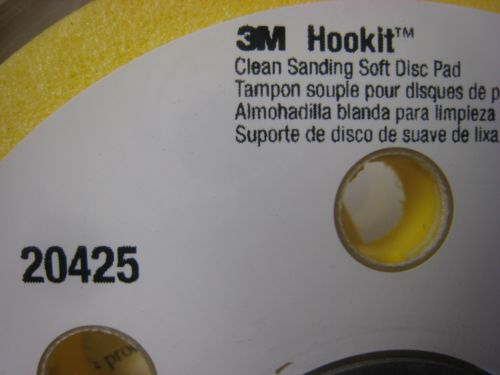 3M Hookit™
Clean Sanding Soft Disc Pad
Tampon souple pour disques de
Almohadilla blanda para limpieza
Suporte de disco de suave de lixa
20425